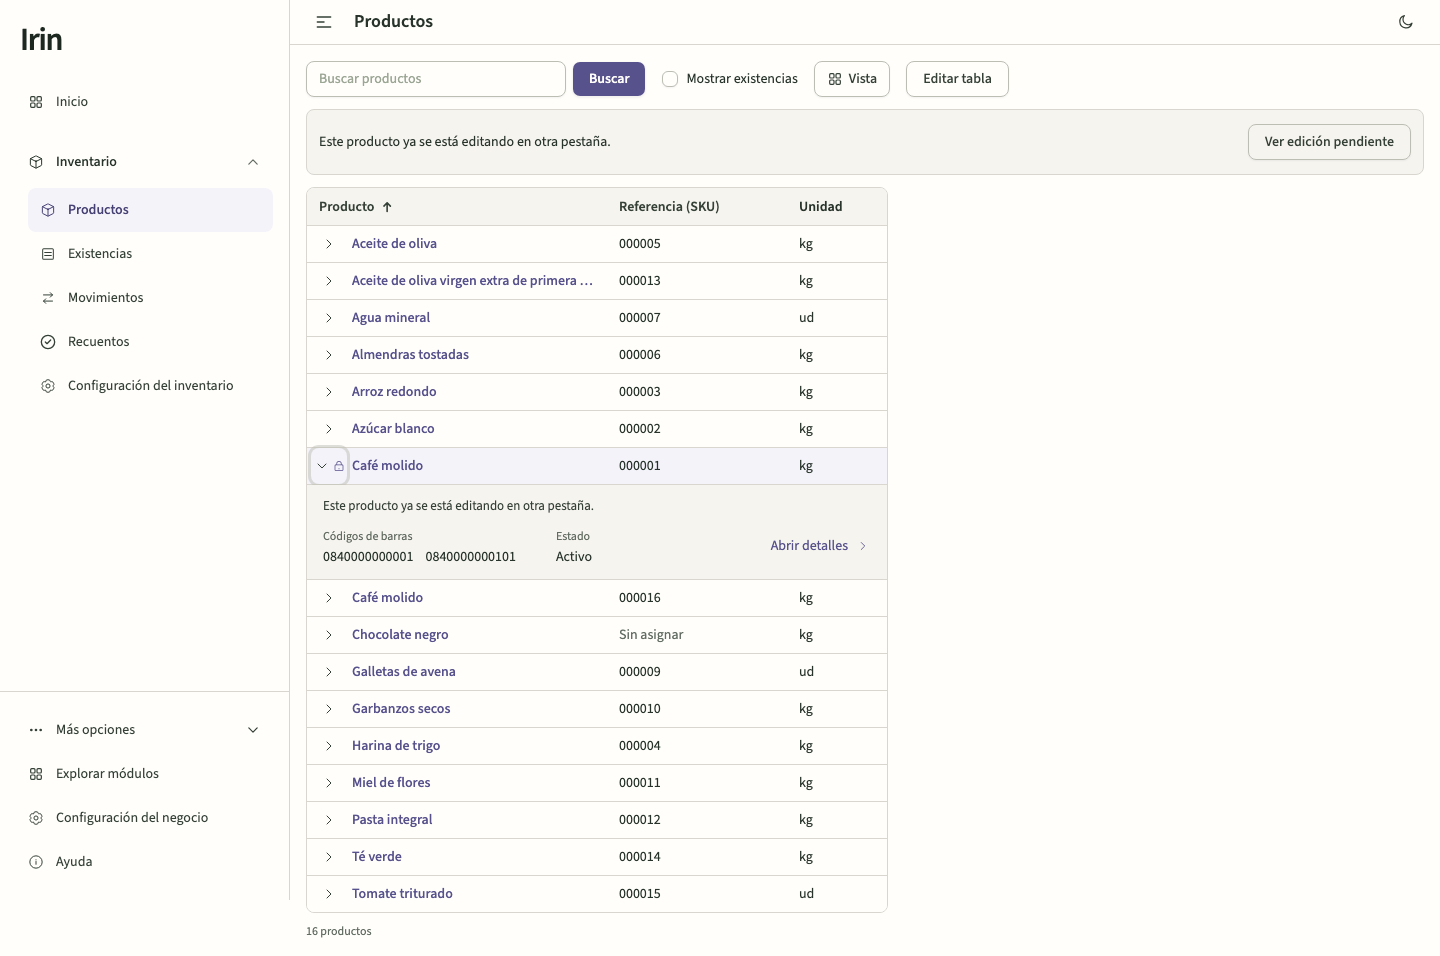 Irin
Productos
Inicio
Inventario
Productos
Existencias
Movimientos
Recuentos
Configuración del inventario
Más opciones
Explorar módulos
Configuración del negocio
Ayuda
Buscar productos Buscar Mostrar existencias Vista Editar tabla
Este producto ya se está editando en otra pestaña. Ver edición pendiente
Producto Referencia (SKU) Unidad
Aceite de oliva 000005 kg
Aceite de oliva virgen extra de primera … 000013 kg
Agua mineral 000007 ud
Almendras tostadas 000006 kg
Arroz redondo 000003 kg
Azúcar blanco 000002 kg
Café molido 000001 kg
Este producto ya se está editando en otra pestaña.
Códigos de barras Estado
0840000000001 0840000000101 Activo
Abrir detalles
Café molido 000016 kg
Chocolate negro Sin asignar kg
Galletas de avena 000009 ud
Garbanzos secos 000010 kg
Harina de trigo 000004 kg
Miel de flores 000011 kg
Pasta integral 000012 kg
Té verde 000014 kg
Tomate triturado 000015 ud
16 productos